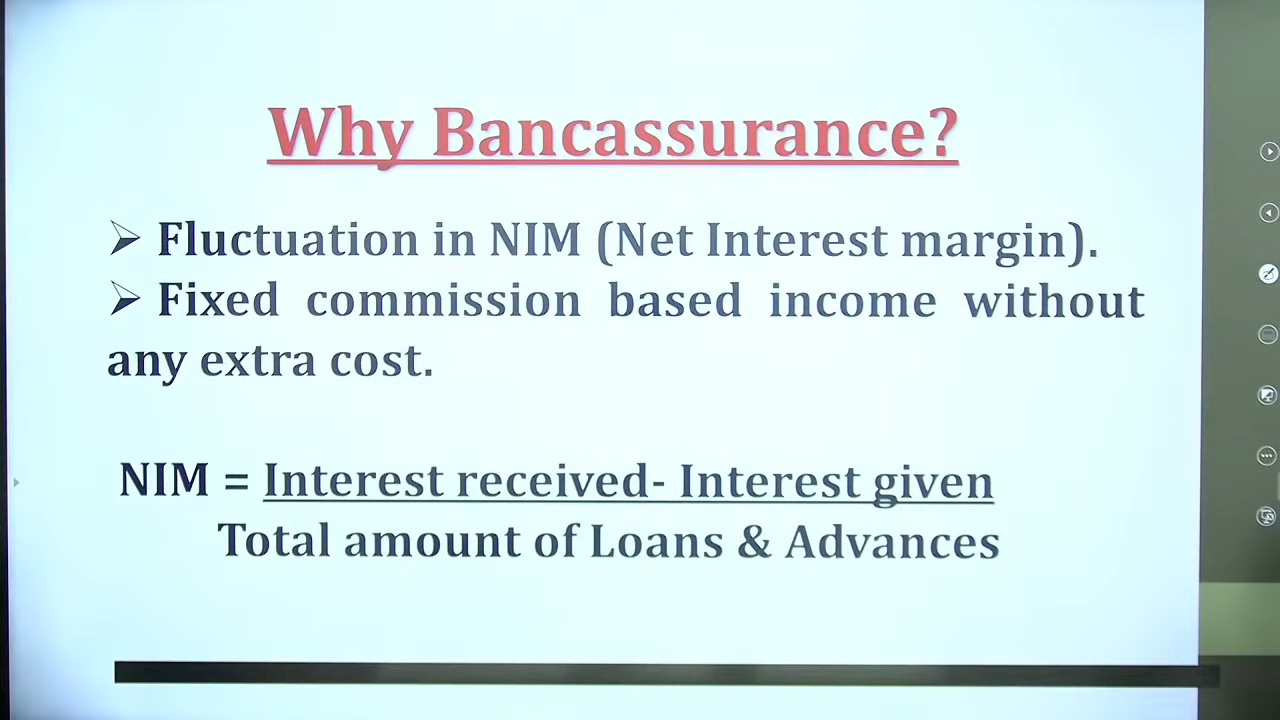 Why Bancassurance?
➢ Fluctuation in NIM (Net Interest margin).
➢ Fixed commission based income without
any extra cost.
NIM = Interest received- Interest given
Total amount of Loans & Advances